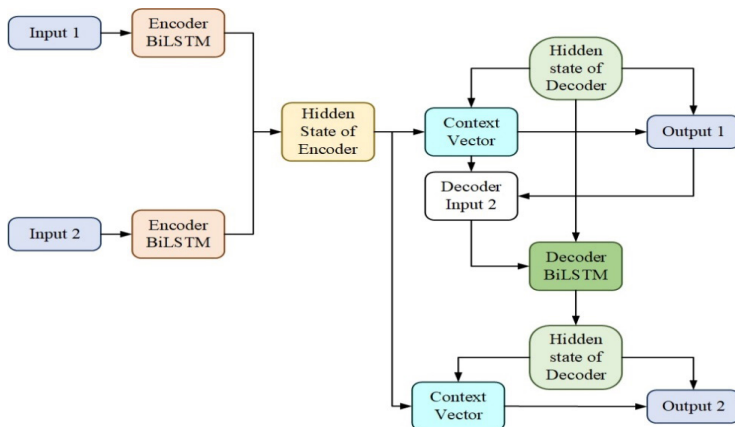 Input 1
Encoder
BiLSTM
Hidden
state of
Decoder
Hidden
State of
Encoder
Context
Vector
Output 1
Decoder
Input 2
Input 2
Encoder
BiLSTM
Decoder
BiLSTM
Hidden
state of
Decoder
Context
Vector
Output 2